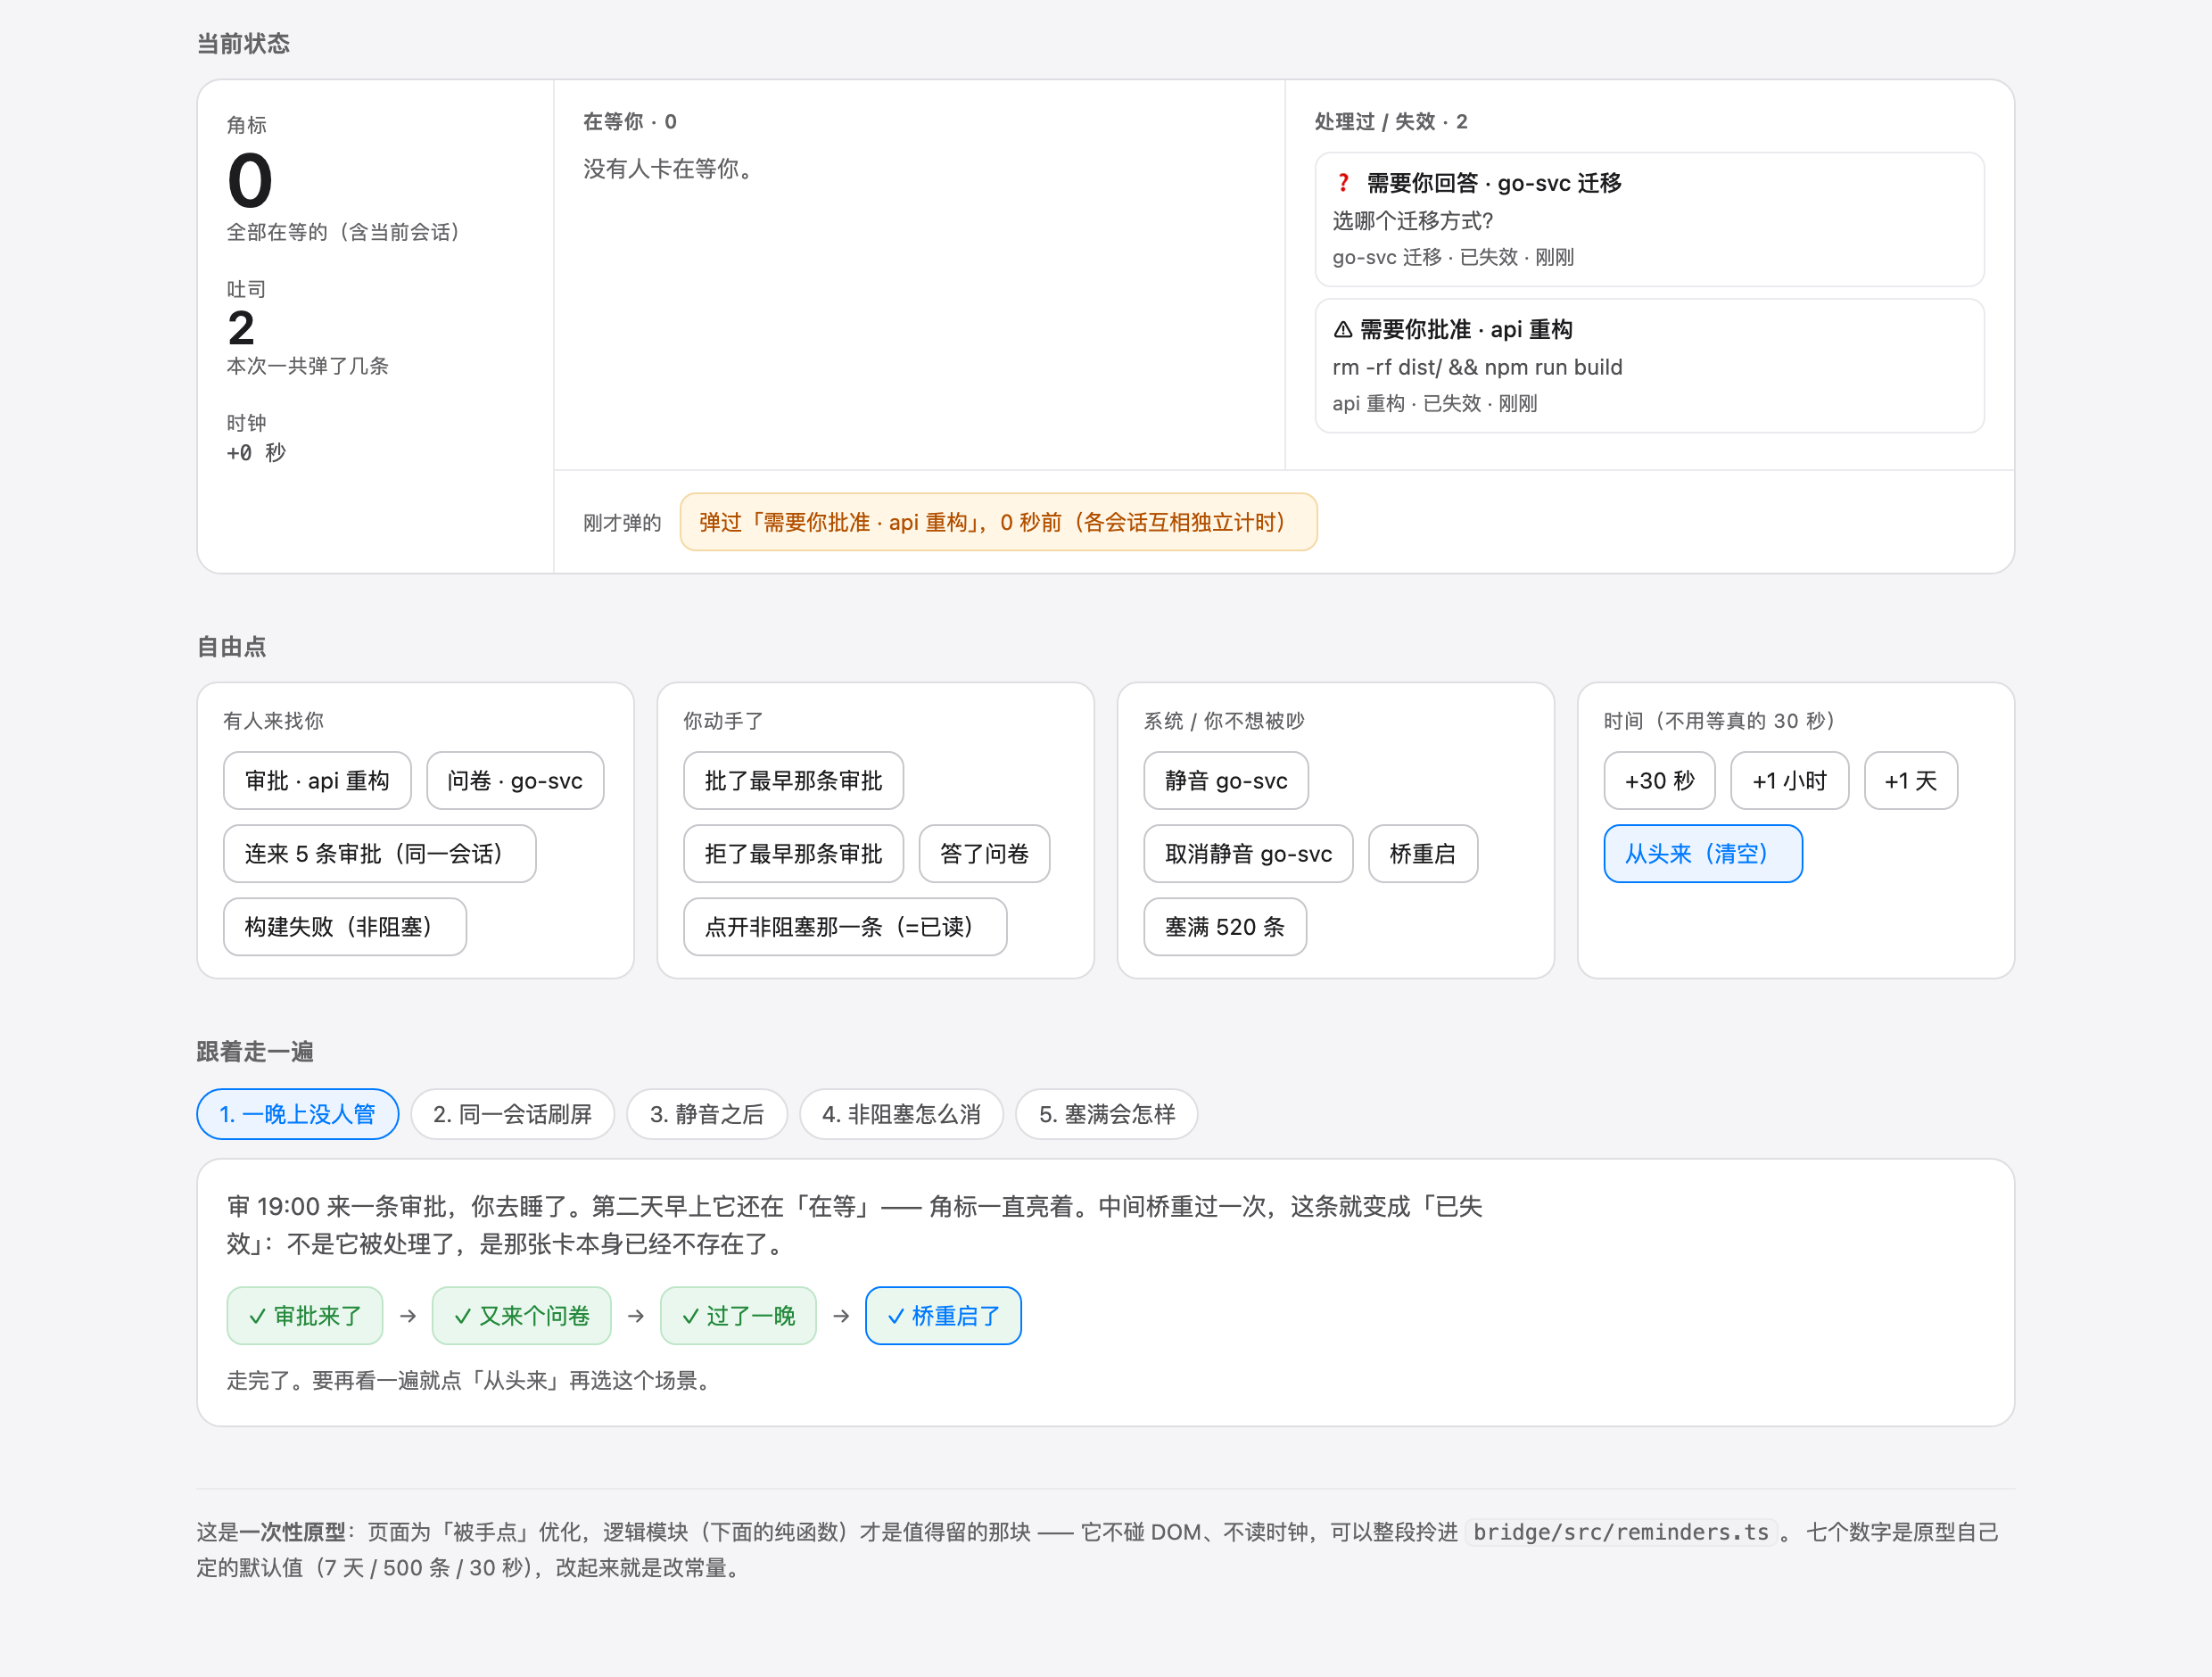 当前状态
角标
0
全部在等的（含当前会话）
吐司
2
本次一共弹了几条
时钟
+0 秒
在等你 · 0
没有人卡在等你。
处理过 / 失效 · 2
❓ 需要你回答 · go-svc 迁移
选哪个迁移方式？
go-svc 迁移 · 已失效 · 刚刚
⚠ 需要你批准 · api 重构
rm -rf dist/ && npm run build
api 重构 · 已失效 · 刚刚
刚才弹的 弹过「需要你批准 · api 重构」，0 秒前（各会话互相独立计时）
自由点
有人来找你
审批 · api 重构 问卷 · go-svc
连来 5 条审批（同一会话）
构建失败（非阻塞）
你动手了
批了最早那条审批
拒了最早那条审批 答了问卷
点开非阻塞那一条（=已读）
系统 / 你不想被吵
静音 go-svc
取消静音 go-svc 桥重启
塞满 520 条
时间（不用等真的 30 秒）
+30 秒 +1 小时 +1 天
从头来（清空）
跟着走一遍
1. 一晚上没人管 2. 同一会话刷屏 3. 静音之后 4. 非阻塞怎么消 5. 塞满会怎样
审 19:00 来一条审批，你去睡了。第二天早上它还在「在等」—— 角标一直亮着。中间桥重过一次，这条就变成「已失
效」：不是它被处理了，是那张卡本身已经不存在了。
✓ 审批来了 → ✓ 又来个问卷 → ✓ 过了一晚 → ✓ 桥重启了
走完了。要再看一遍就点「从头来」再选这个场景。
这是一次性原型：页面为「被手点」优化，逻辑模块（下面的纯函数）才是值得留的那块 —— 它不碰 DOM、不读时钟，可以整段拎进 bridge/src/reminders.ts 。 七个数字是原型自己
定的默认值（7 天 / 500 条 / 30 秒），改起来就是改常量。